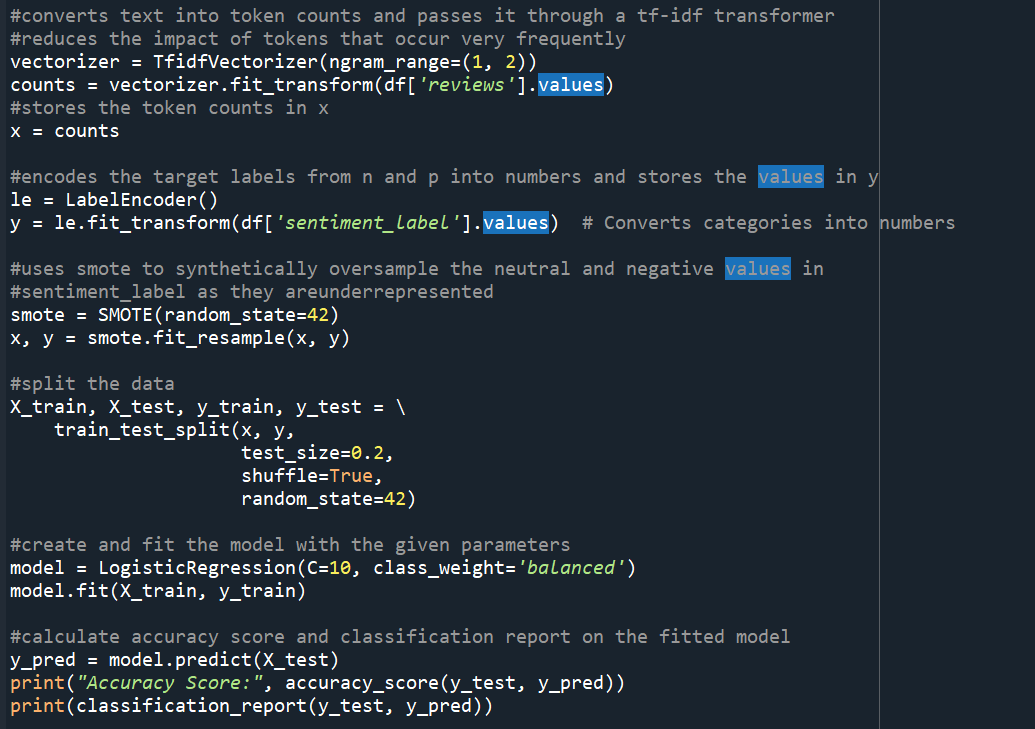 #converts text into token counts and passes it through a tf-idf transformer
#reduces the impact of tokens that occur very frequently
vectorizer = TfidfVectorizer(ngram_range=(1, 2))
counts = vectorizer.fit_transform(df['reviews'].values)
#stores the token counts in x
x = counts

#encodes the target labels from n and p into numbers and stores the values in y
le = LabelEncoder()
y = le.fit_transform(df['sentiment_label'].values)  # Converts categories into numbers

#uses smote to synthetically oversample the neutral and negative values in
#sentiment_label as they areunderrepresented
smote = SMOTE(random_state=42)
x, y = smote.fit_resample(x, y)

#split the data
X_train, X_test, y_train, y_test = \
    train_test_split(x, y,
                     test_size=0.2,
                     shuffle=True,
                     random_state=42)

#create and fit the model with the given parameters
model = LogisticRegression(C=10, class_weight='balanced')
model.fit(X_train, y_train)

#calculate accuracy score and classification report on the fitted model
y_pred = model.predict(X_test)
print("Accuracy Score:", accuracy_score(y_test, y_pred))
print(classification_report(y_test, y_pred))